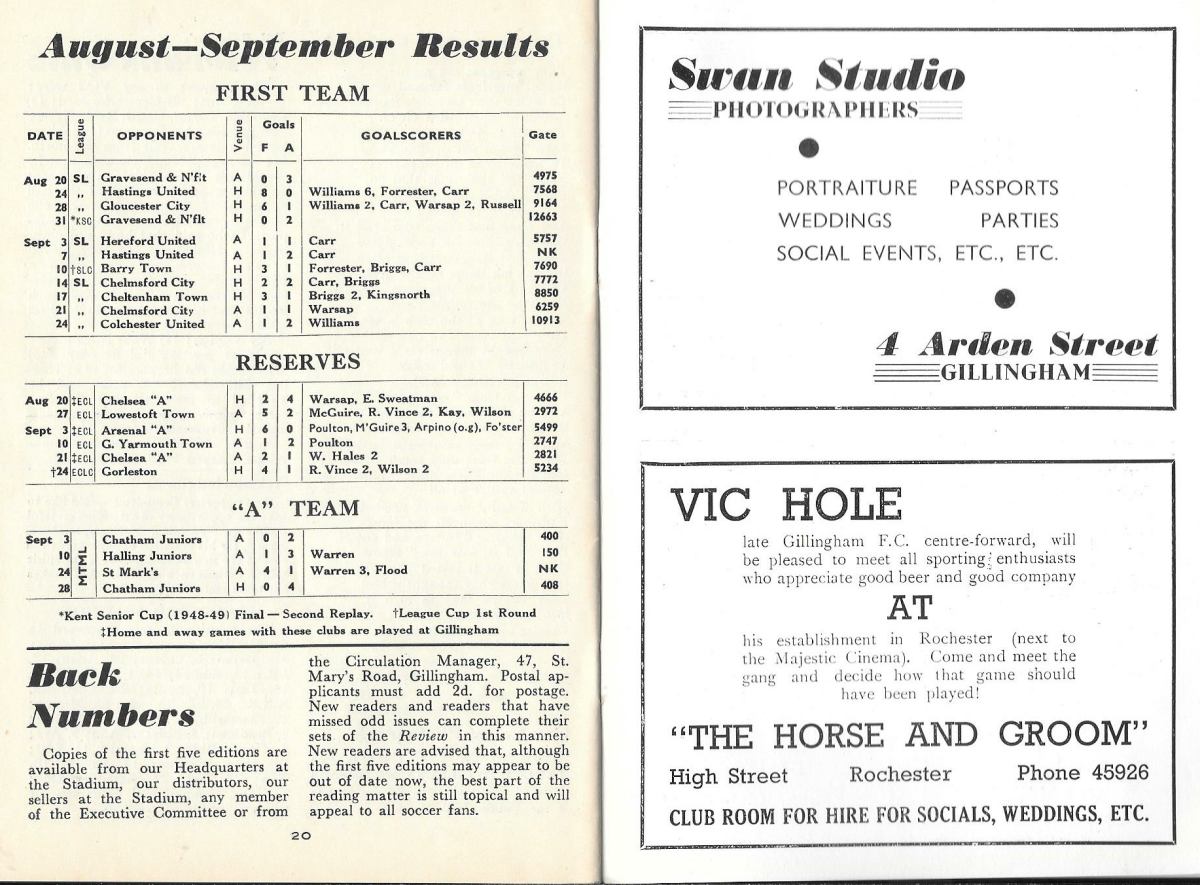 August—September Results
FIRST TEAM
DATE League OPPONENTS Venue Goals F A GOALSCORERS Gate
Aug 20 SL Gravesend & N'flt A 0 3 4975
24 ,, Hastings United H 8 0 Williams 6, Forrester, Carr 7568
28 ,, Gloucester City H 6 1 Williams 2, Carr, Warsap 2, Russell 9164
31 *KSC Gravesend & N'flt H 0 2 12663
Sept 3 SL Hereford United A 1 1 Carr 5757
7 ,, Hastings United A 1 2 Carr NK
10 †SLC Barry Town H 3 1 Forrester, Briggs, Carr 7690
14 SL Chelmsford City H 2 2 Carr, Briggs 7772
17 ,, Cheltenham Town H 3 1 Briggs 2, Kingsnorth 8850
21 ,, Chelmsford City A 1 1 Warsap 6259
24 ,, Colchester United A 1 2 Williams 10913
RESERVES
Aug 20 ‡ECL Chelsea "A" H 2 4 Warsap, E. Sweatman 4666
27 ECL Lowestoft Town A 5 2 McGuire, R. Vince 2, Kay, Wilson 2972
Sept 3 ‡ECL Arsenal "A" H 6 0 Poulton, M'Guire 3, Arpino (o.g), Fo'ster 5499
10 ECL G. Yarmouth Town A 1 2 Poulton 2747
21 ‡ECL Chelsea "A" A 2 1 W. Hales 2 2821
†24 ECLC Gorleston H 4 1 R. Vince 2, Wilson 2 5234
"A" TEAM
MTML
Sept 3 Chatham Juniors A 0 2 400
10 Halling Juniors A 1 3 Warren 150
24 St Mark's A 4 1 Warren 3, Flood NK
28 Chatham Juniors H 0 4 408
*Kent Senior Cup (1948-49) Final — Second Replay. †League Cup 1st Round
‡Home and away games with these clubs are played at Gillingham
Back
Numbers
Copies of the first five editions are
available from our Headquarters at
the Stadium, our distributors, our
sellers at the Stadium, any member
of the Executive Committee or from
the Circulation Manager, 47, St.
Mary's Road, Gillingham. Postal ap-
plicants must add 2d. for postage.
New readers and readers that have
missed odd issues can complete their
sets of the Review in this manner.
New readers are advised that, although
the first five editions may appear to be
out of date now, the best part of the
reading matter is still topical and will
appeal to all soccer fans.
20
Swan Studio
PHOTOGRAPHERS
PORTRAITURE PASSPORTS
WEDDINGS PARTIES
SOCIAL EVENTS, ETC., ETC.
4 Arden Street
GILLINGHAM
VIC HOLE
late Gillingham F.C. centre-forward, will
be pleased to meet all sporting enthusiasts
who appreciate good beer and good company
AT
his establishment in Rochester (next to
the Majestic Cinema). Come and meet the
gang and decide how that game should
have been played!
"THE HORSE AND GROOM"
High Street Rochester Phone 45926
CLUB ROOM FOR HIRE FOR SOCIALS, WEDDINGS, ETC.